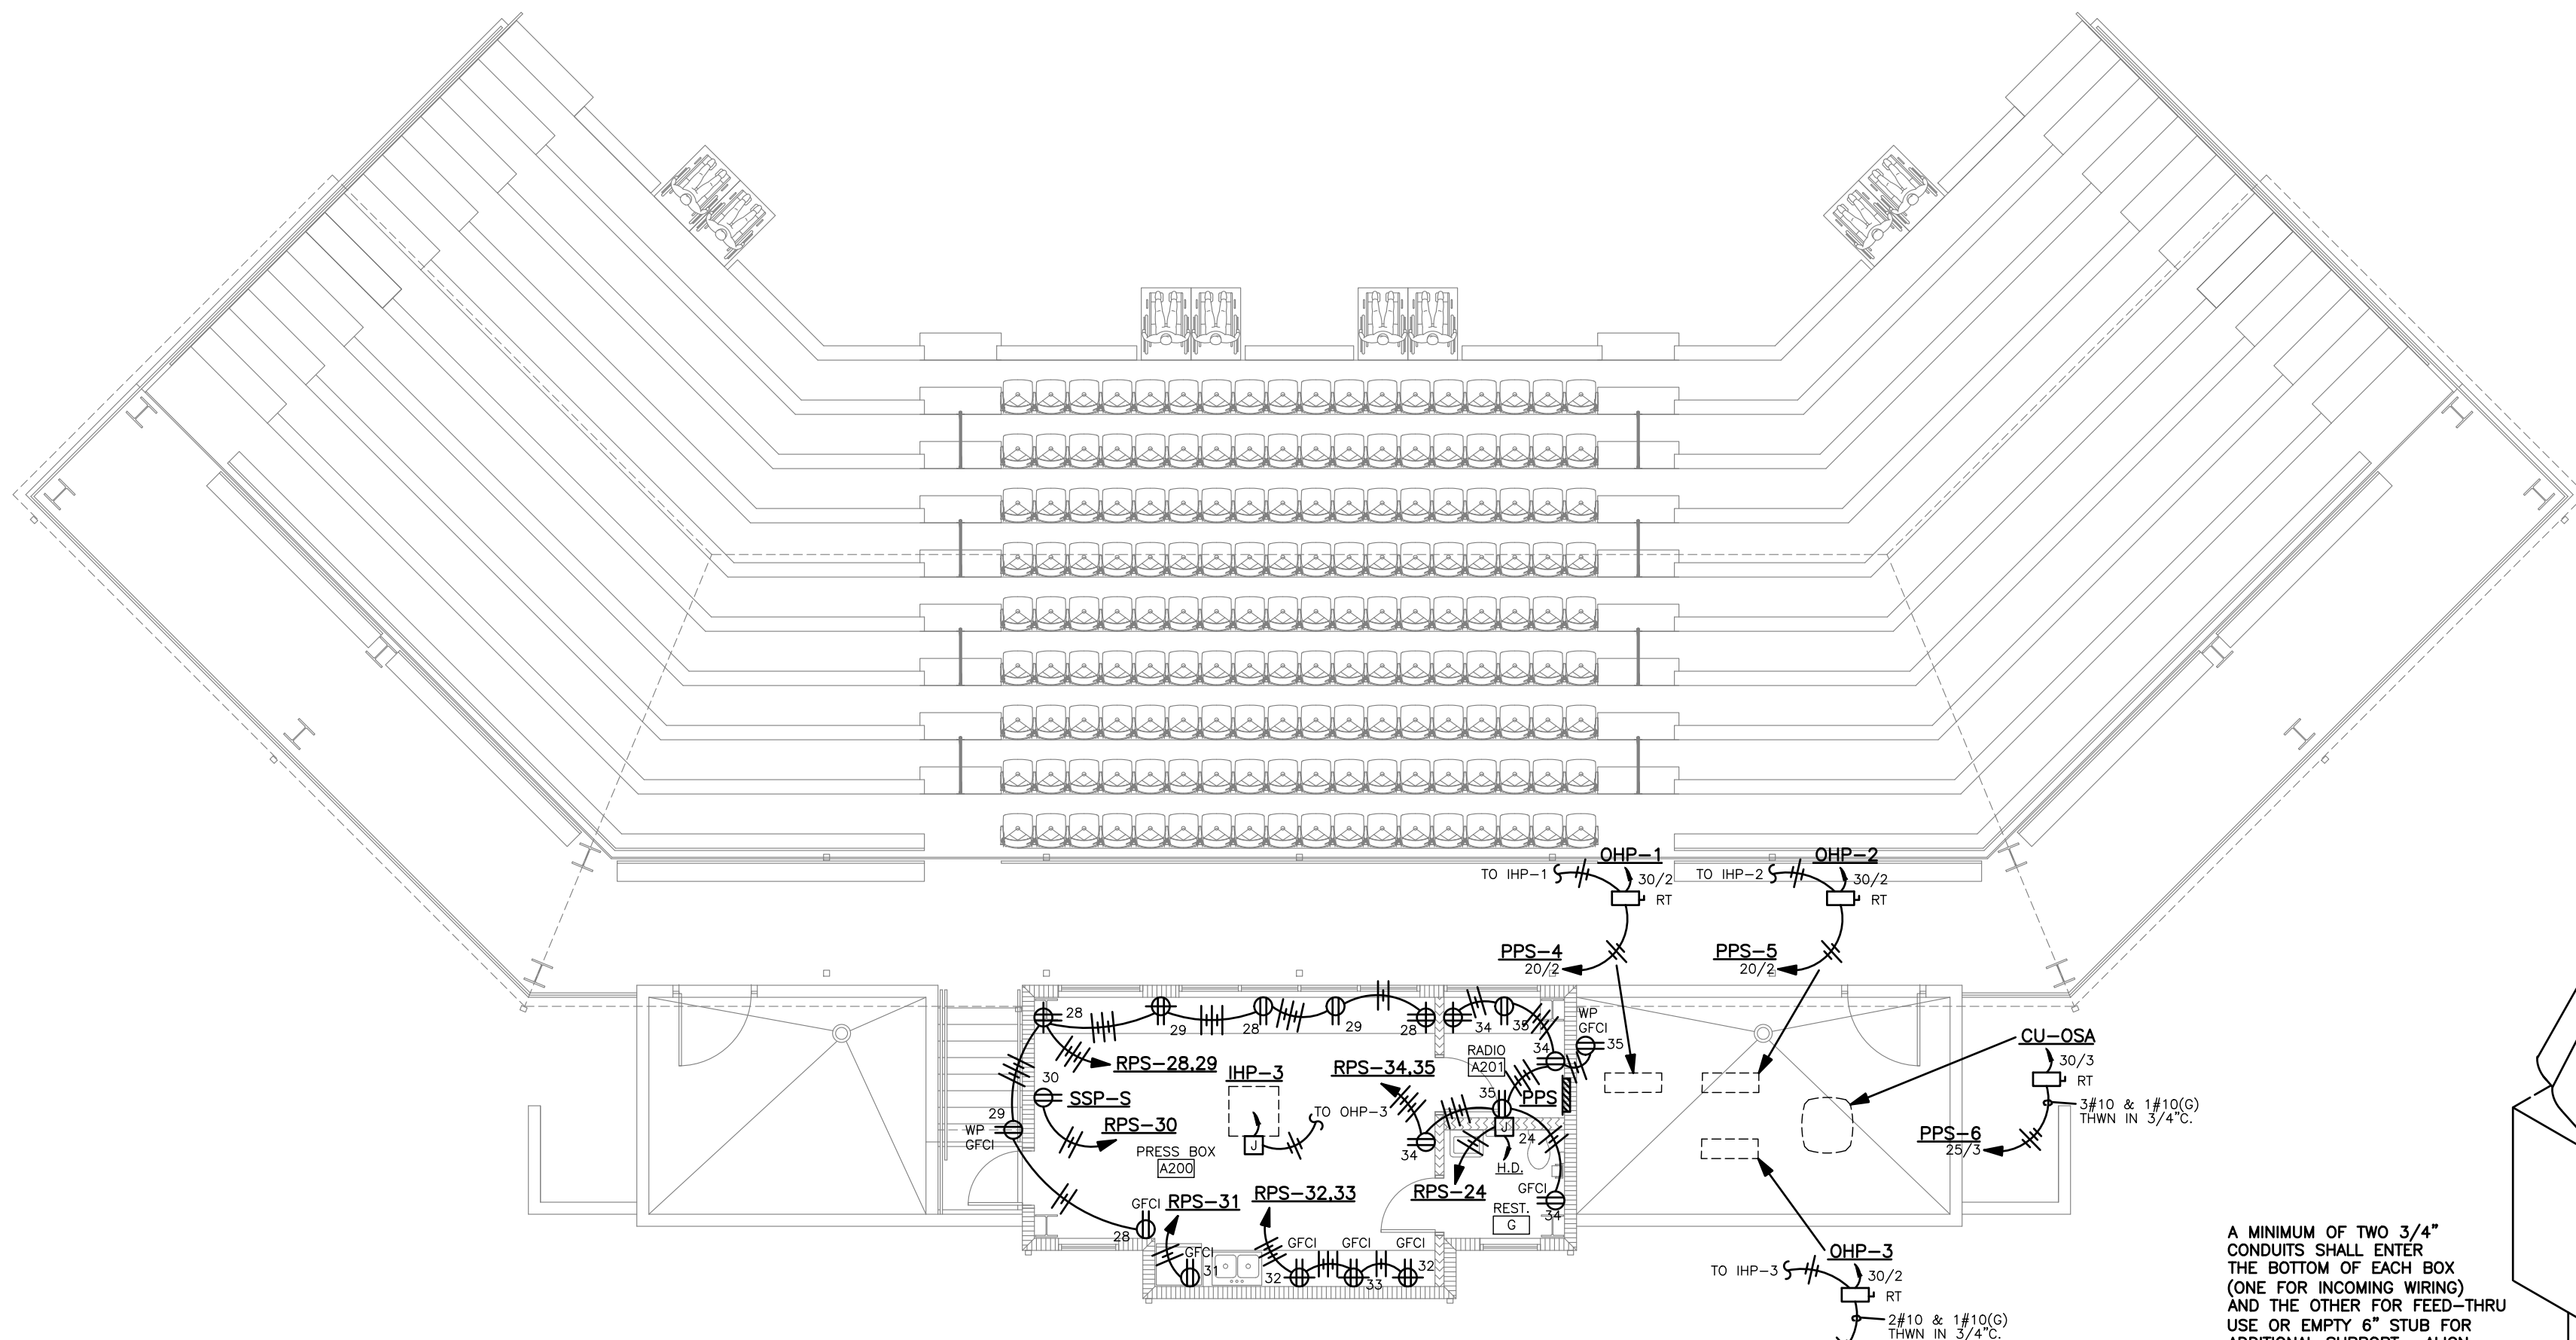 OHP-1
TO IHP-1
30/2
RT
PPS-4
20/2
OHP-2
TO IHP-2
30/2
RT
PPS-5
20/2
28
29
28
29
28
34
35
WP
GFCI
35
RADIO
A201
34
RPS-28,29
IHP-3
RPS-34,35
CU-OSA
30/3
RT
30
SSP-S
TO OHP-3
35
PPS
3#10 & 1#10(G)
THWN IN 3/4"C.
29
WP
GFCI
RPS-30
J
24
PPS-6
25/3
PRESS BOX
A200
J
34
H.D.
RPS-24
GFCI
34
GFCI
RPS-31
RPS-32,33
REST.
G
28
GFCI
31
GFCI
GFCI
GFCI
32
33
32
OHP-3
TO IHP-3
30/2
RT
2#10 & 1#10(G)
THWN IN 3/4"C.
A MINIMUM OF TWO 3/4"
CONDUITS SHALL ENTER
THE BOTTOM OF EACH BOX
(ONE FOR INCOMING WIRING)
AND THE OTHER FOR FEED-THRU
USE OR EMPTY 6" STUB FOR
ADDITIONAL SUPPORT. ALIGN